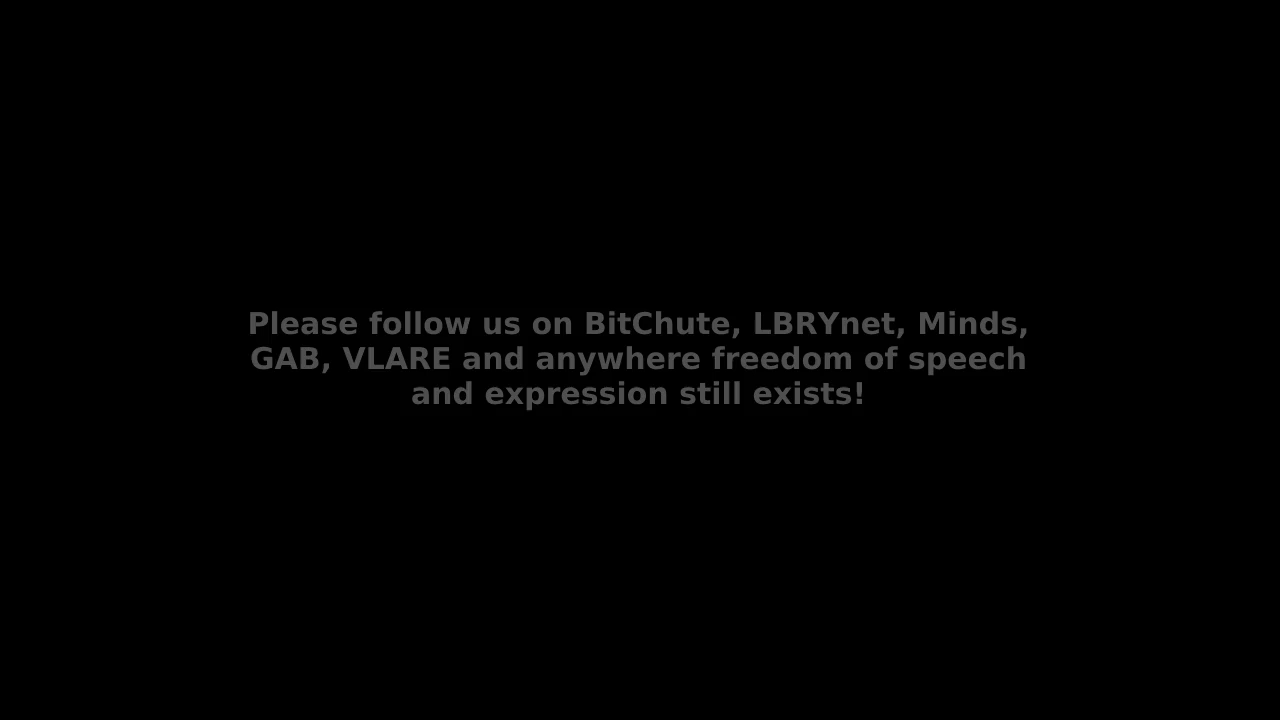 Please follow us on BitChute, LBRYnet, Minds,
GAB, VLARE and anywhere freedom of speech
and expression still exists!